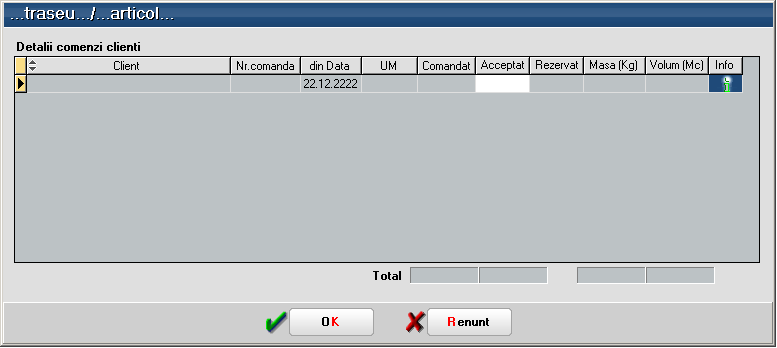 ...traseu.../...articol...
Detalii comenzi clienti
Client Nr.comanda din Data UM Comandat Acceptat Rezervat Masa (Kg) Volum (Mc) Info
22.12.2222
Total
OK Renunt